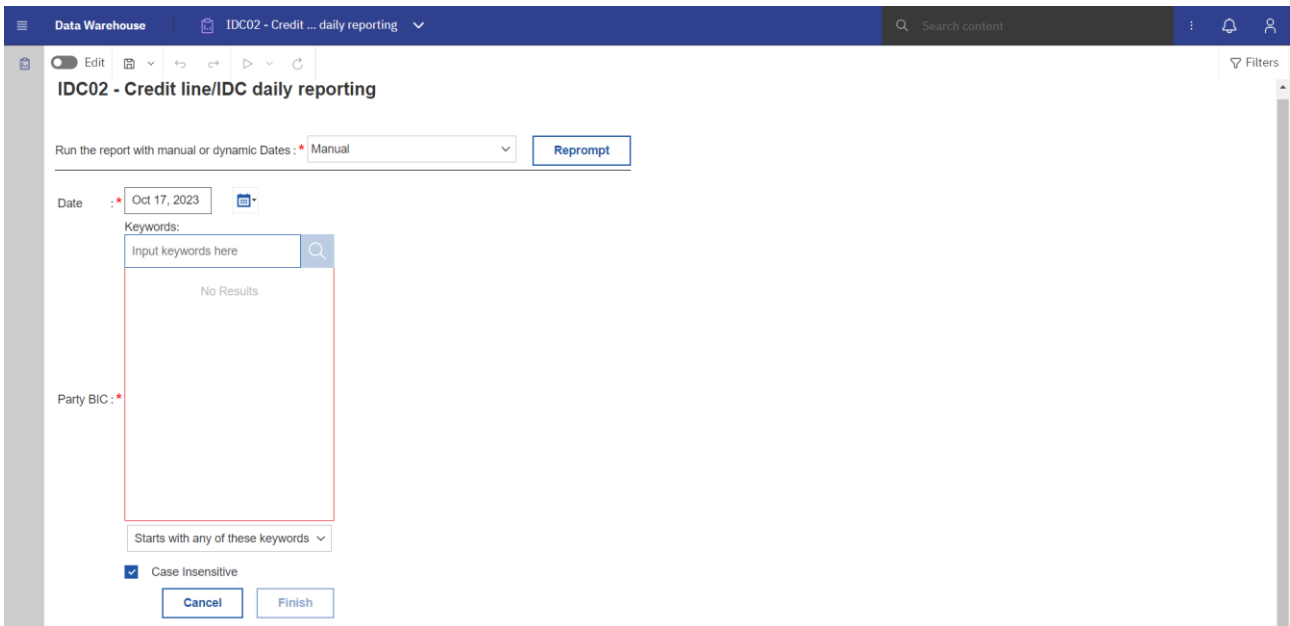 Data Warehouse IDC02 - Credit ... daily reporting Search content
Edit Filters
IDC02 - Credit line/IDC daily reporting
Run the report with manual or dynamic Dates : * Manual Reprompt
Date : * Oct 17, 2023
Keywords:
Input keywords here
No Results
Party BIC : *
Starts with any of these keywords
Case Insensitive
Cancel Finish